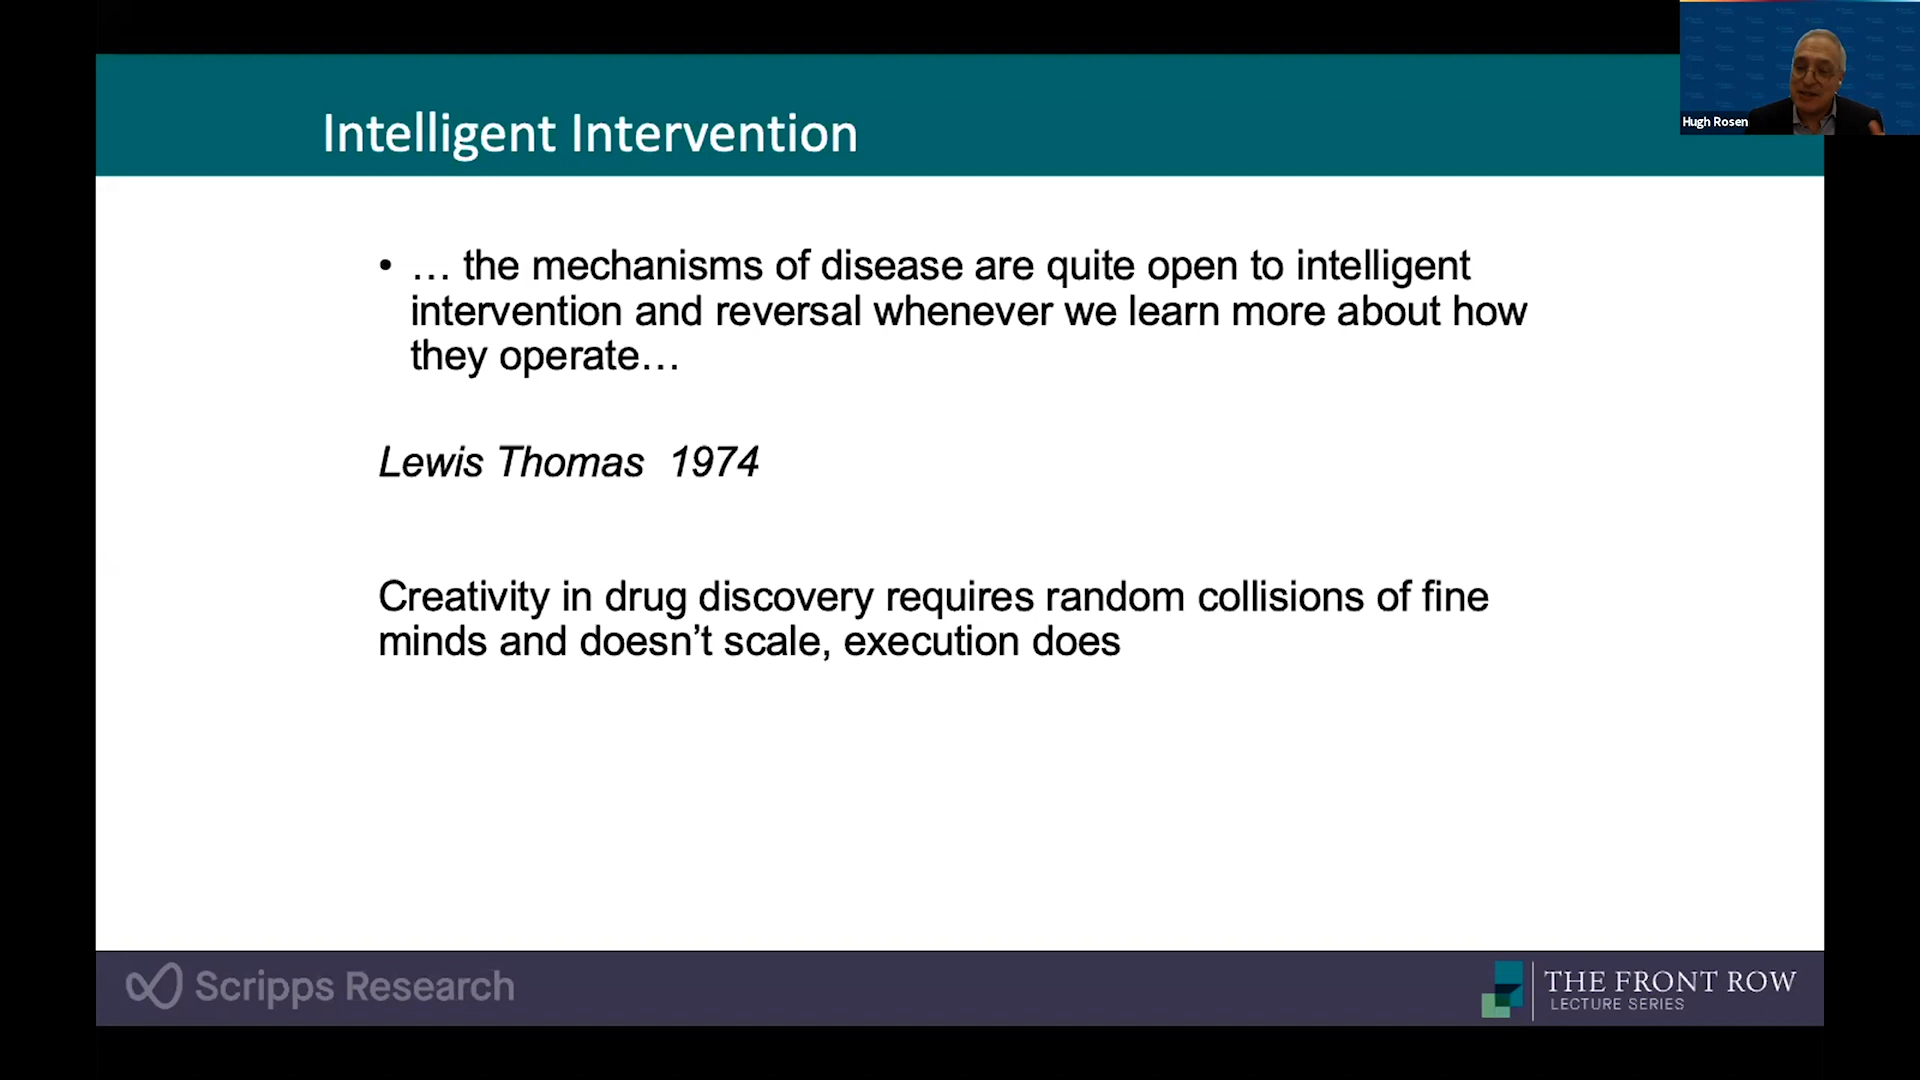 Hugh Rosen
Intelligent Intervention
• … the mechanisms of disease are quite open to intelligent
intervention and reversal whenever we learn more about how
they operate…
Lewis Thomas 1974
Creativity in drug discovery requires random collisions of fine
minds and doesn’t scale, execution does
Scripps Research
THE FRONT ROW
LECTURE SERIES